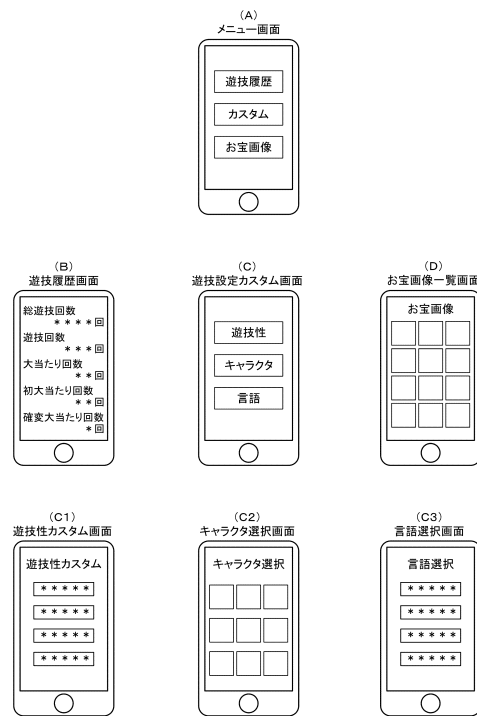 (A)
メニュー画面
遊技履歴
カスタム
お宝画像
(B)
遊技履歴画面
総遊技回数
＊＊＊＊回
遊技回数
＊＊＊回
大当たり回数
＊＊回
初大当たり回数
＊＊回
確変大当たり回数
＊回
(C)
遊技設定カスタム画面
遊技性
キャラクタ
言語
(D)
お宝画像一覧画面
お宝画像
(C1)
遊技性カスタム画面
遊技性カスタム
＊＊＊＊＊
＊＊＊＊＊
＊＊＊＊＊
＊＊＊＊＊
(C2)
キャラクタ選択画面
キャラクタ選択
(C3)
言語選択画面
言語選択
＊＊＊＊＊
＊＊＊＊＊
＊＊＊＊＊
＊＊＊＊＊